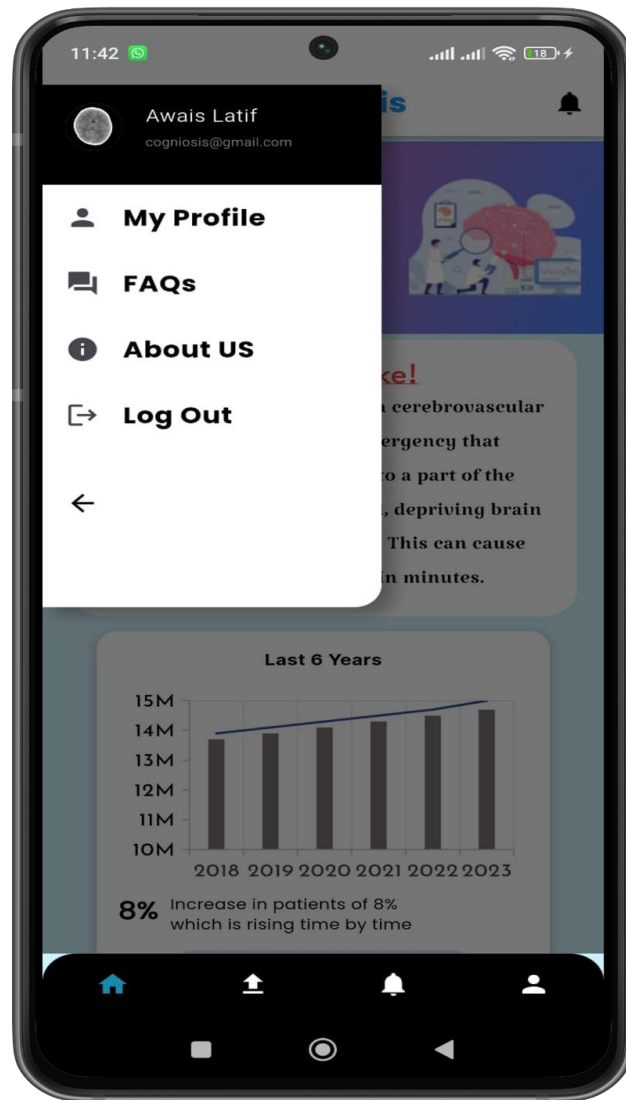 11:42
18
is
Awais Latif
cogniosis@gmail.com
My Profile
FAQs
About US
Log Out
ke!
cerebrovascular
ergency that
to a part of the
, depriving brain
This can cause
in minutes.
Last 6 Years
15M
14M
13M
12M
11M
10M
2018 2019 2020 2021 2022 2023
8% Increase in patients of 8%
which is rising time by time